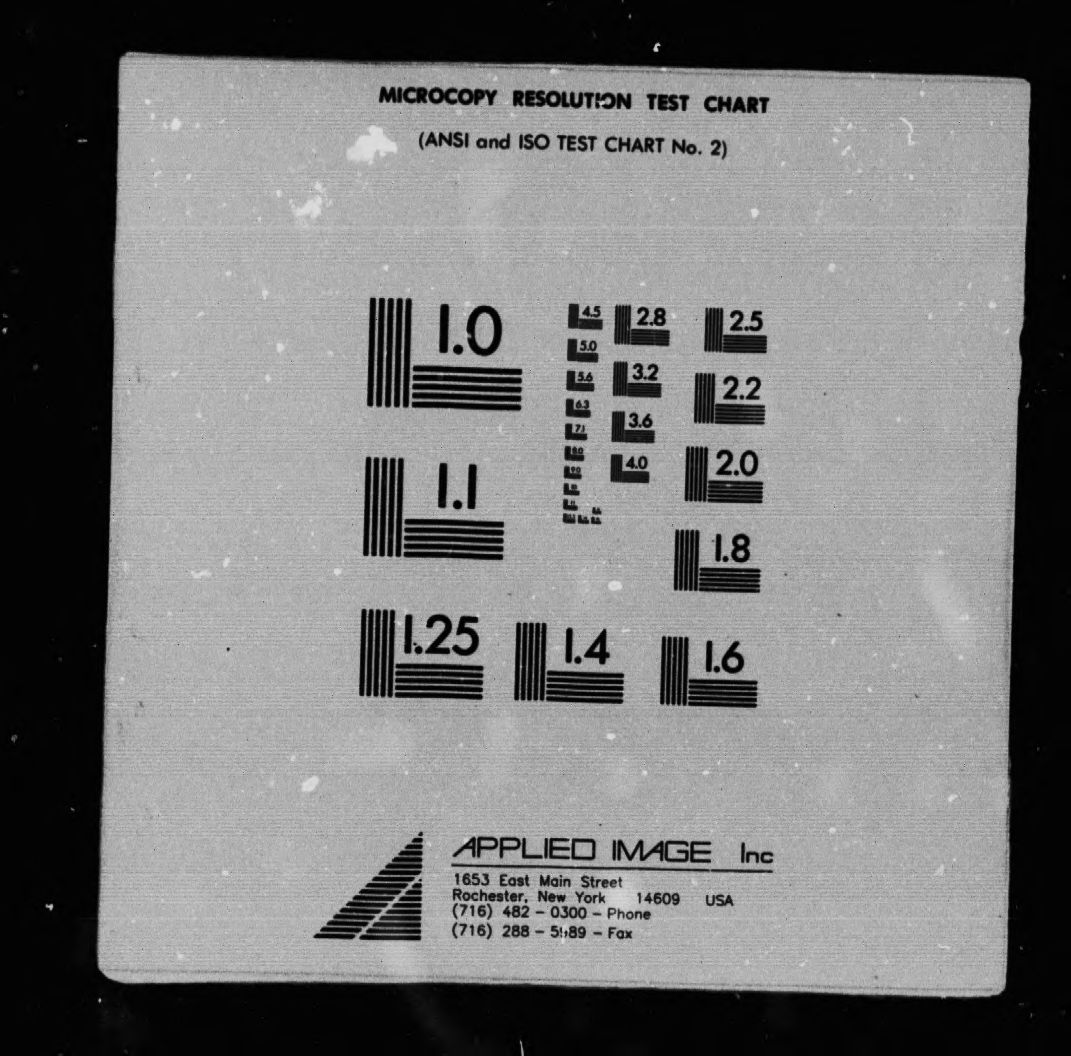 MICROCOPY RESOLUTION TEST CHART
(ANSI and ISO TEST CHART No. 2)
1.0
1.1
1.25
1.4
1.6
1.8
2.0
2.2
2.5
2.8
3.2
3.6
4.0
4.5
5.0
5.6
6.3
7.1
8.0
9.0
APPLIED IMAGE Inc
1653 East Main Street
Rochester, New York 14609 USA
(716) 482 - 0300 - Phone
(716) 288 - - Fax